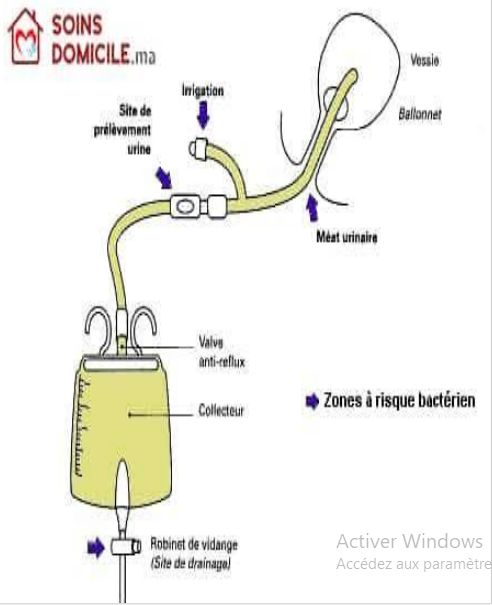 SOINS
DOMICILE.ma
Vessie
Irrigation
Ballonnet
Site de
prélèvement
urine
Méat urinaire
Valve
anti-reflux
Zones à risque bactérien
Collecteur
Robinet de vidange
(Site de drainage)
Activer Windows
Accédez aux paramètre